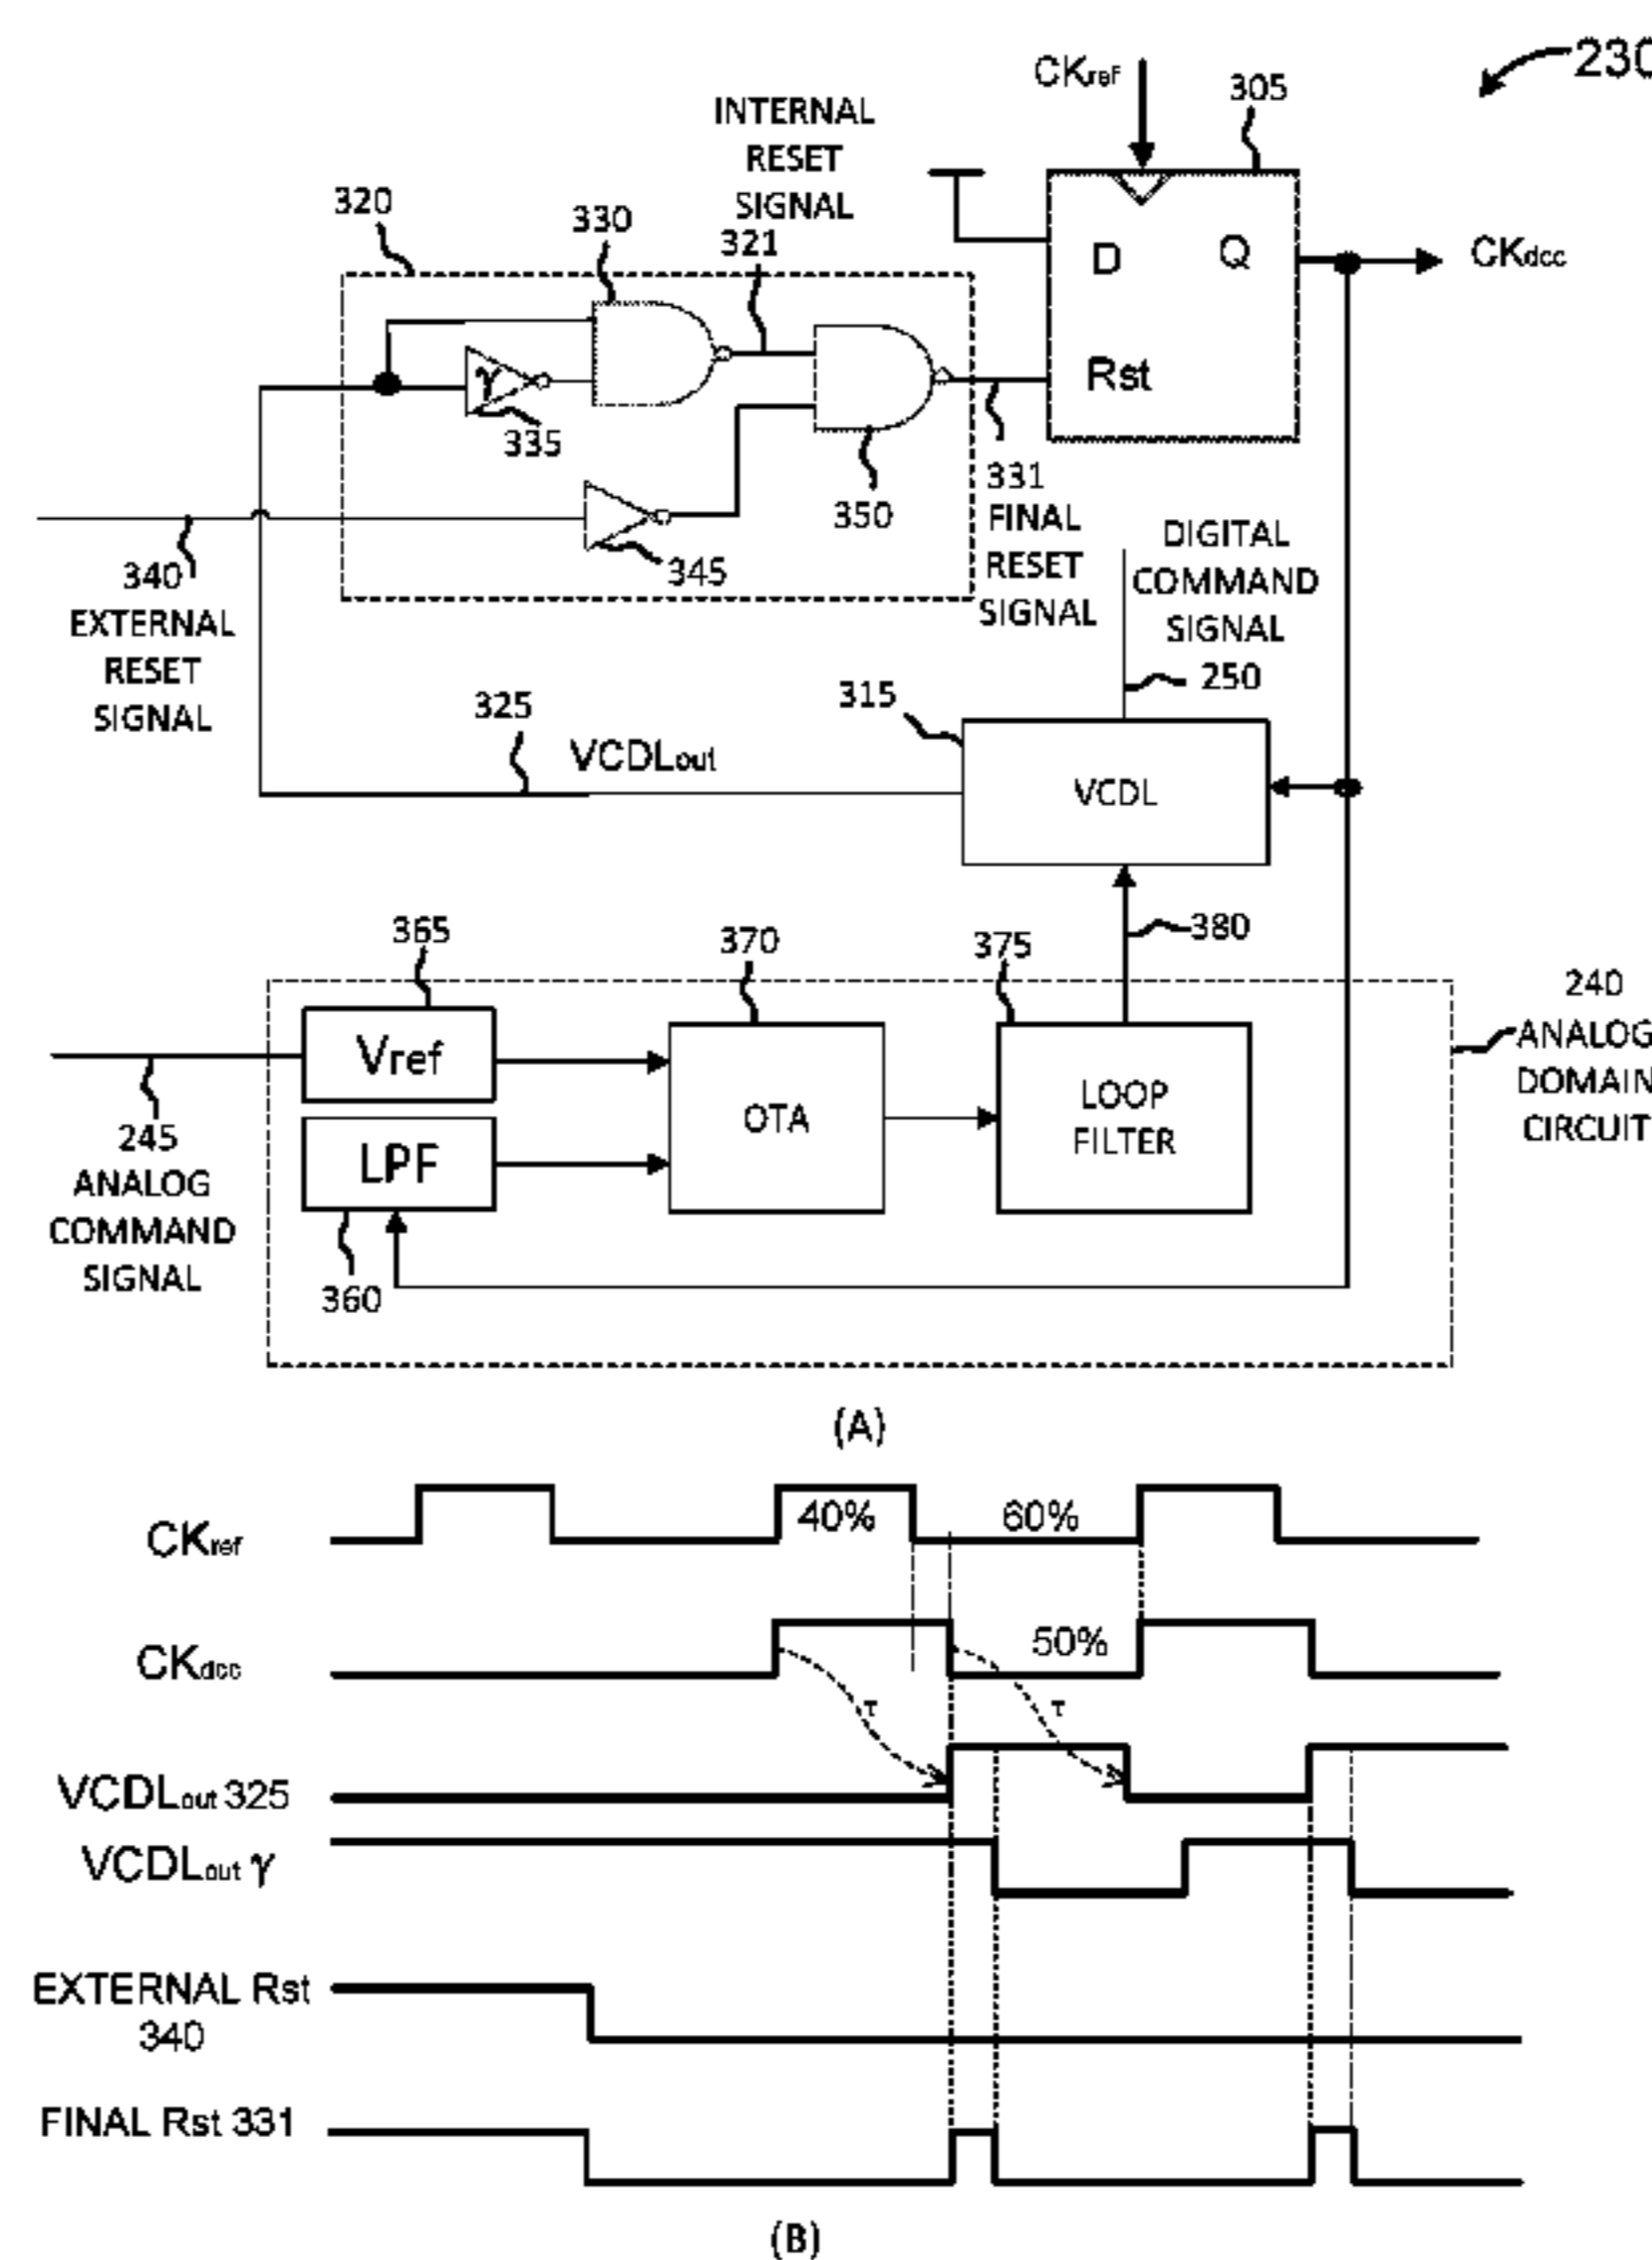 230
CKref
305
INTERNAL
RESET
SIGNAL
320
330
321
D
Q
CKdcc
γ
335
Rst
350
331
FINAL
RESET
SIGNAL
345
340
EXTERNAL
RESET
SIGNAL
DIGITAL
COMMAND
SIGNAL
250
315
325
VCDLout
VCDL
365
370
375
380
240
ANALOG
DOMAIN
CIRCUIT
Vref
OTA
LOOP
FILTER
LPF
245
ANALOG
COMMAND
SIGNAL
360
(A)
CKref
40%
60%
CKdcc
50%
τ
τ
VCDLout 325
VCDLout γ
EXTERNAL Rst
340
FINAL Rst 331
(B)